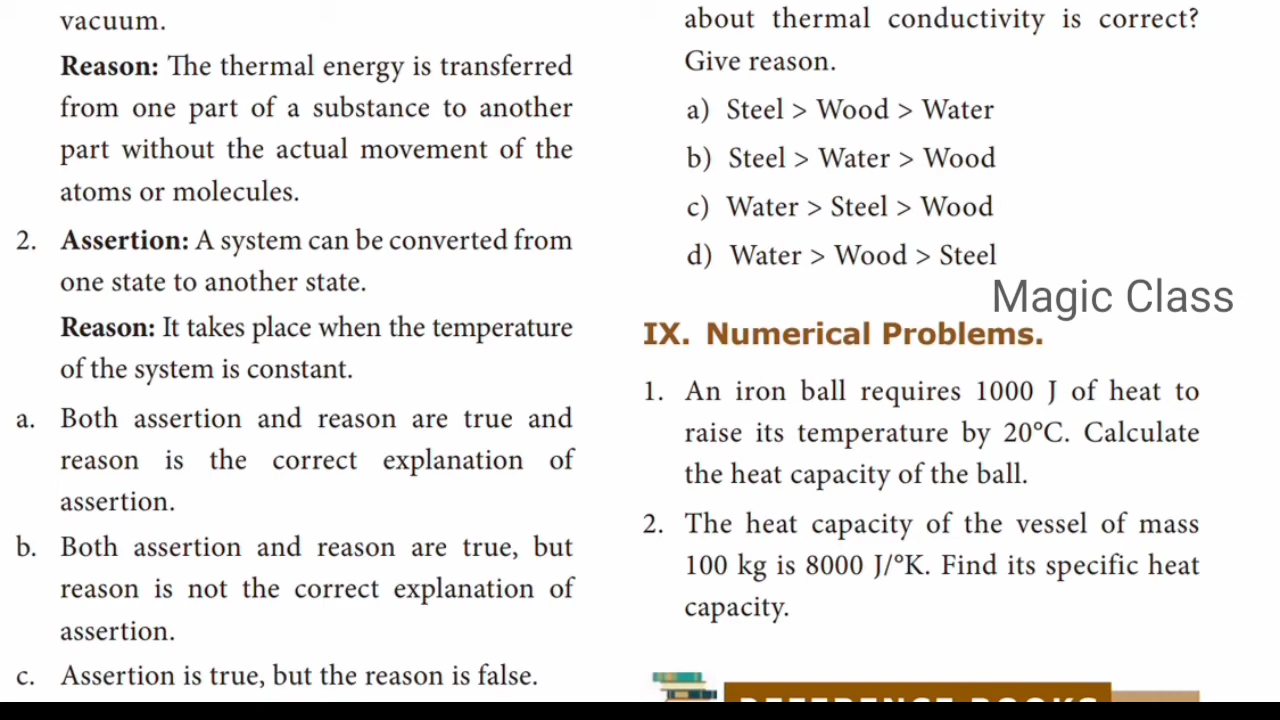 vacuum.
Reason: The thermal energy is transferred
from one part of a substance to another
part without the actual movement of the
atoms or molecules.
2. Assertion: A system can be converted from
one state to another state.
Reason: It takes place when the temperature
of the system is constant.
a. Both assertion and reason are true and
reason is the correct explanation of
assertion.
b. Both assertion and reason are true, but
reason is not the correct explanation of
assertion.
c. Assertion is true, but the reason is false.
about thermal conductivity is correct?
Give reason.
a) Steel > Wood > Water
b) Steel > Water > Wood
c) Water > Steel > Wood
d) Water > Wood > Steel
Magic Class
IX. Numerical Problems.
1. An iron ball requires 1000 J of heat to
raise its temperature by 20°C. Calculate
the heat capacity of the ball.
2. The heat capacity of the vessel of mass
100 kg is 8000 J/°K. Find its specific heat
capacity.
REFERENCE BOOKS